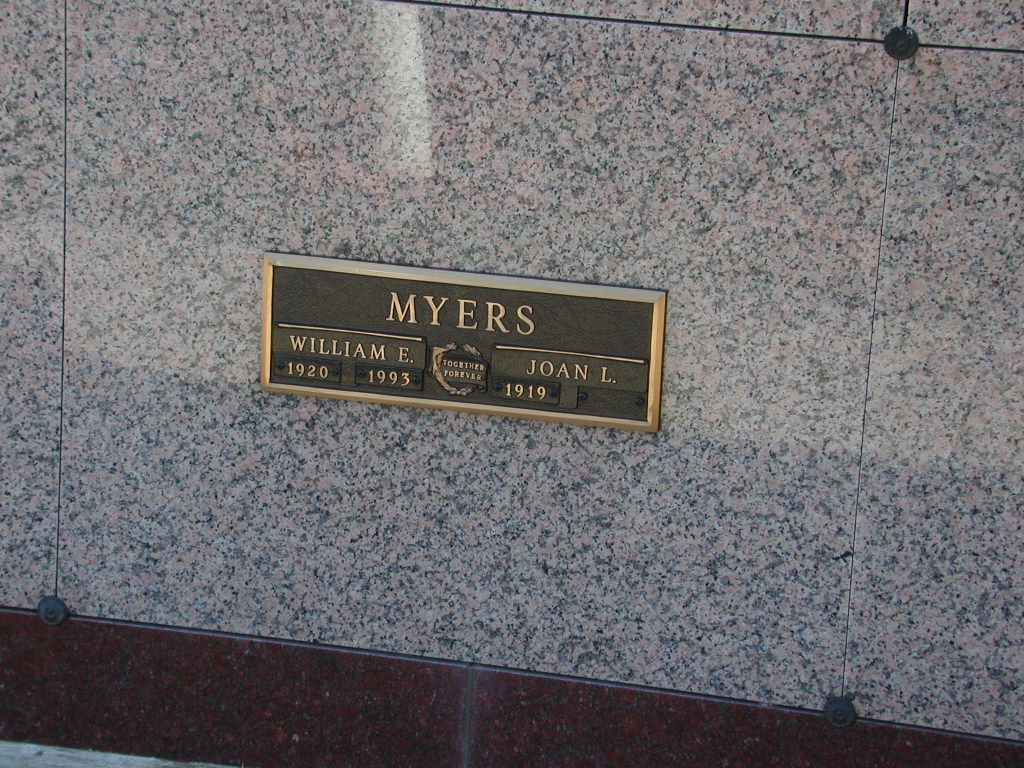 MYERS
WILLIAM E.
1920 1993
TOGETHER
FOREVER
JOAN L.
1919